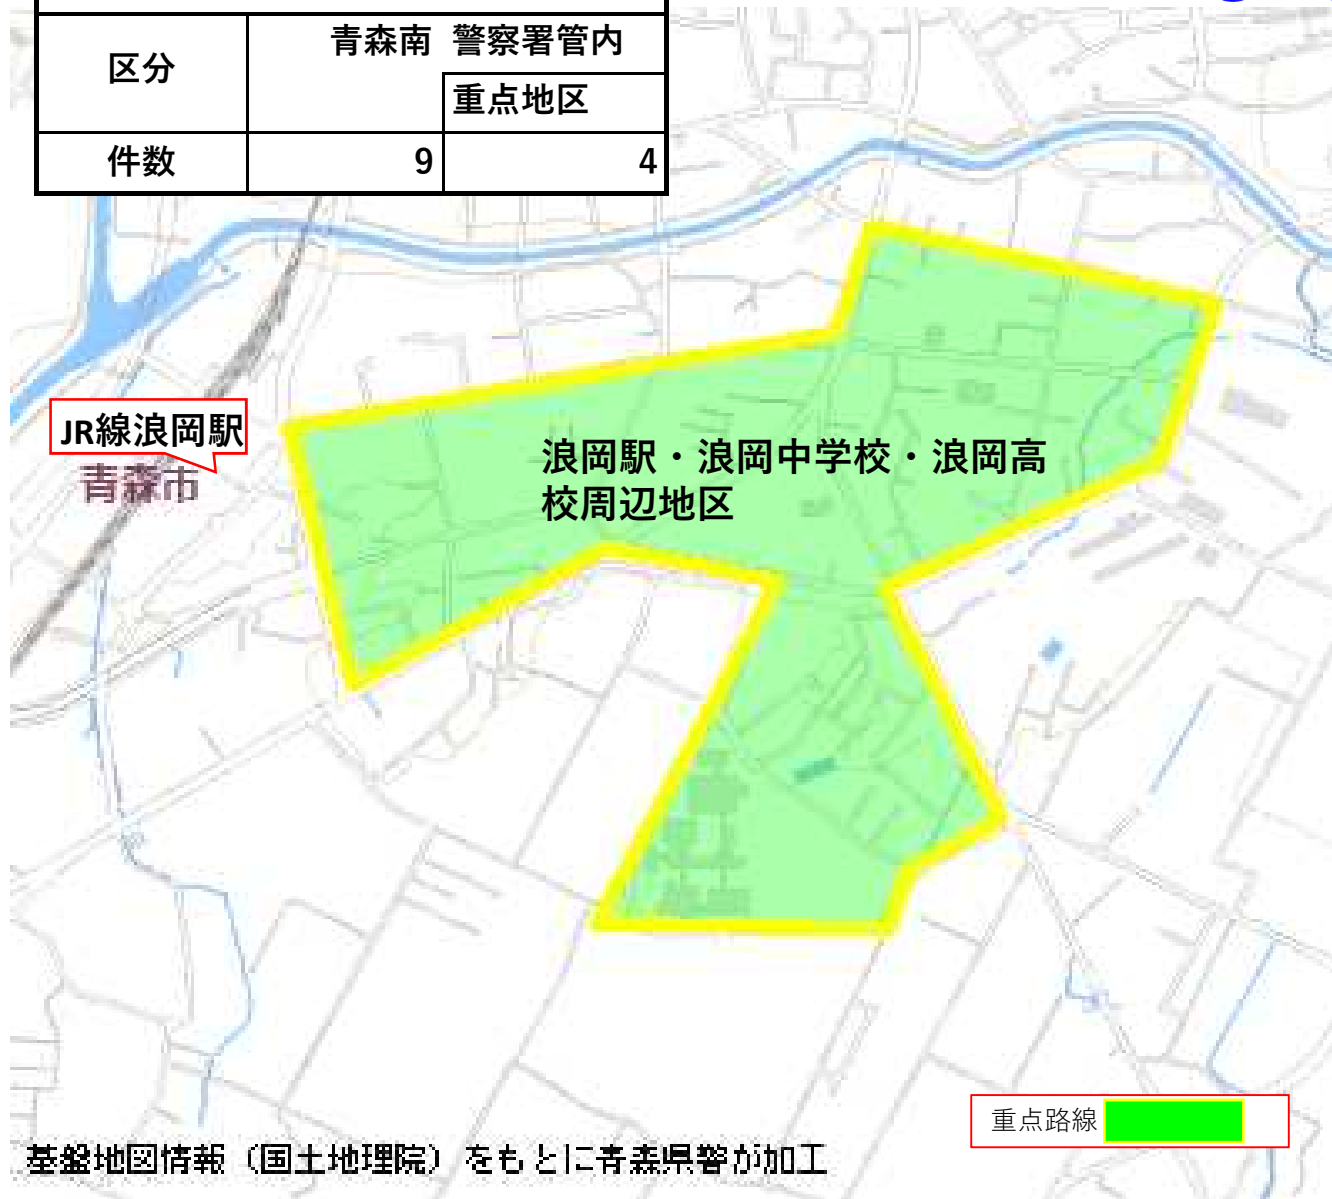 区分
青森南 警察署管内
重点地区
件数 9 4
JR線浪岡駅
青森市
浪岡駅・浪岡中学校・浪岡高
校周辺地区
重点路線
基盤地図情報（国土地理院）をもとに青森県警が加工